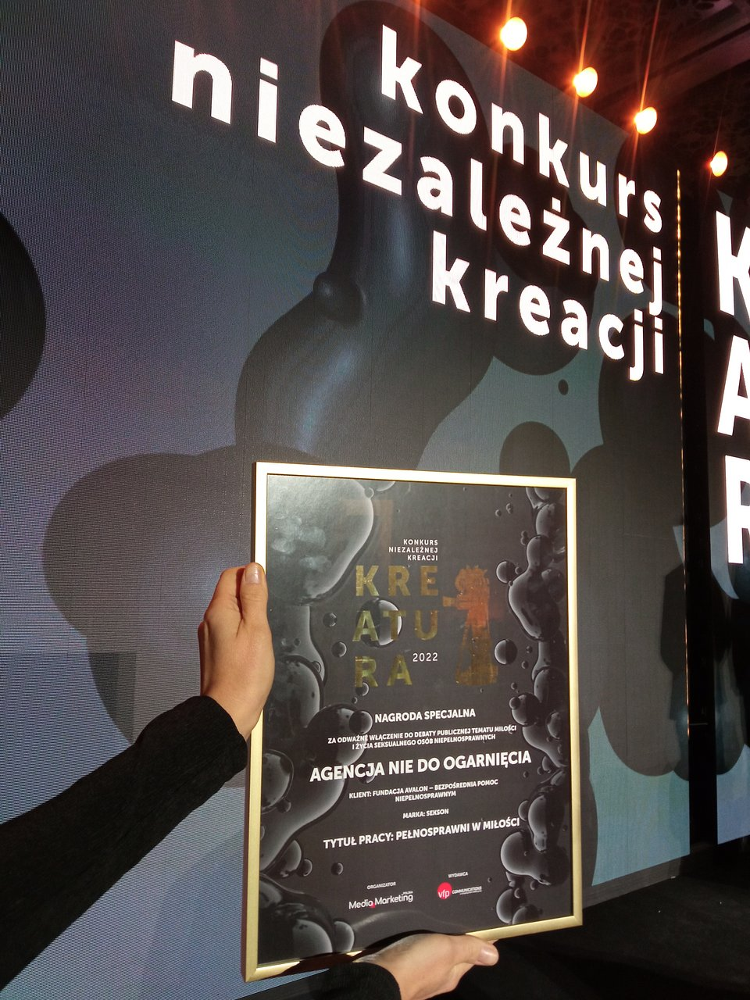 konkurs
niezależnej
kreacji
K
A
R
KONKURS
NIEZALEŻNEJ
KREACJI
KRE
ATU
RA 2022
NAGRODA SPECJALNA
ZA ODWAŻNE WŁĄCZENIE DO DEBATY PUBLICZNEJ TEMATU MIŁOŚCI
I ŻYCIA SEKSUALNEGO OSÓB NIEPEŁNOSPRAWNYCH
AGENCJA NIE DO OGARNIĘCIA
KLIENT: FUNDACJA AVALON – BEZPOŚREDNIA POMOC
NIEPEŁNOSPRAWNYM
MARKA: SEKSON
TYTUŁ PRACY: PEŁNOSPRAWNI W MIŁOŚCI
ORGANIZATOR
Media Marketing POLSKA
WYDAWCA
vfp COMMUNICATIONS